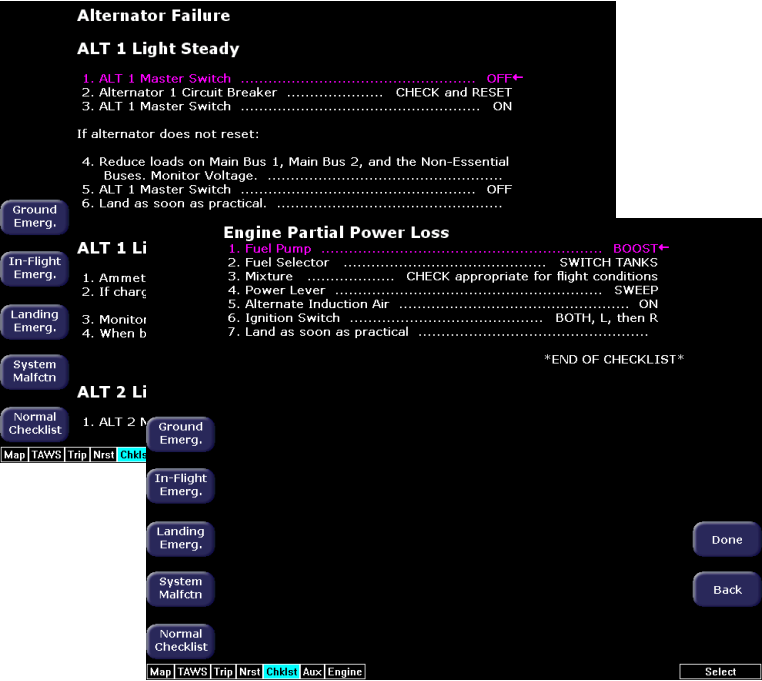 Alternator Failure
ALT 1 Light Steady
1. ALT 1 Master Switch .................................................. OFF←
2. Alternator 1 Circuit Breaker ..................... CHECK and RESET
3. ALT 1 Master Switch .................................................... ON
If alternator does not reset:
4. Reduce loads on Main Bus 1, Main Bus 2, and the Non-Essential
Buses. Monitor Voltage. ...................................................
5. ALT 1 Master Switch .................................................. OFF
6. Land as soon as practical. .................................................
Ground
Emerg.
In-Flight
Emerg.
Landing
Emerg.
System
Malfctn
Normal
Checklist
ALT 1 Li
1. Ammet
2. If charg
3. Monitor
4. When b
ALT 2 Li
1. ALT 2 M
Map TAWS Trip Nrst Chkls
Engine Partial Power Loss
1. Fuel Pump ............................................................. BOOST←
2. Fuel Selector .............................................. SWITCH TANKS
3. Mixture ................... CHECK appropriate for flight conditions
4. Power Lever ........................................................ SWEEP
5. Alternate Induction Air .................................................. ON
6. Ignition Switch .......................................... BOTH, L, then R
7. Land as soon as practical ..................................................
*END OF CHECKLIST*
Ground
Emerg.
In-Flight
Emerg.
Landing
Emerg.
System
Malfctn
Normal
Checklist
Done
Back
Map TAWS Trip Nrst Chklst Aux Engine
Select